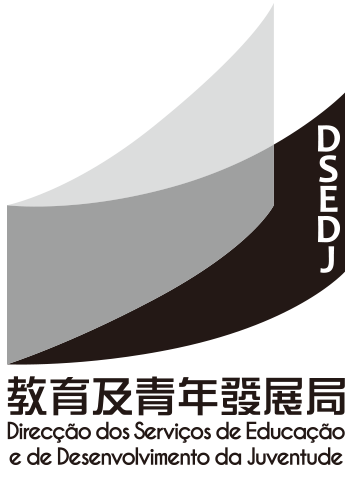 DSEDJ
教育及青年發展局
Direcção dos Serviços de Educação
e de Desenvolvimento da Juventude